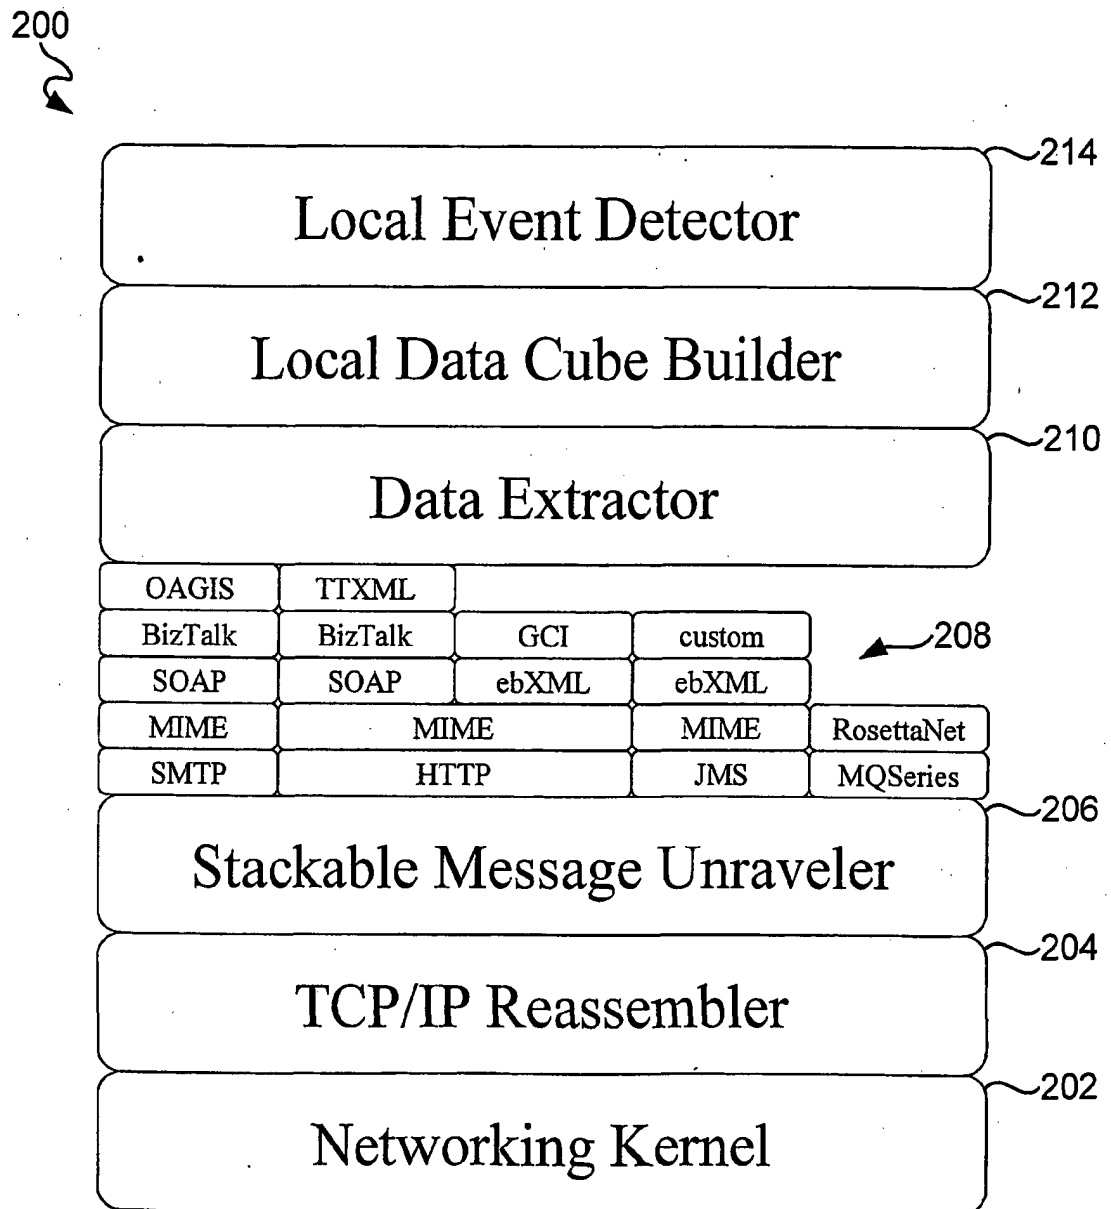 200
214
Local Event Detector
212
Local Data Cube Builder
210
Data Extractor
OAGIS TTXML
BizTalk BizTalk GCI custom
208
SOAP SOAP ebXML ebXML
MIME MIME MIME RosettaNet
SMTP HTTP JMS MQSeries
206
Stackable Message Unraveler
204
TCP/IP Reassembler
202
Networking Kernel